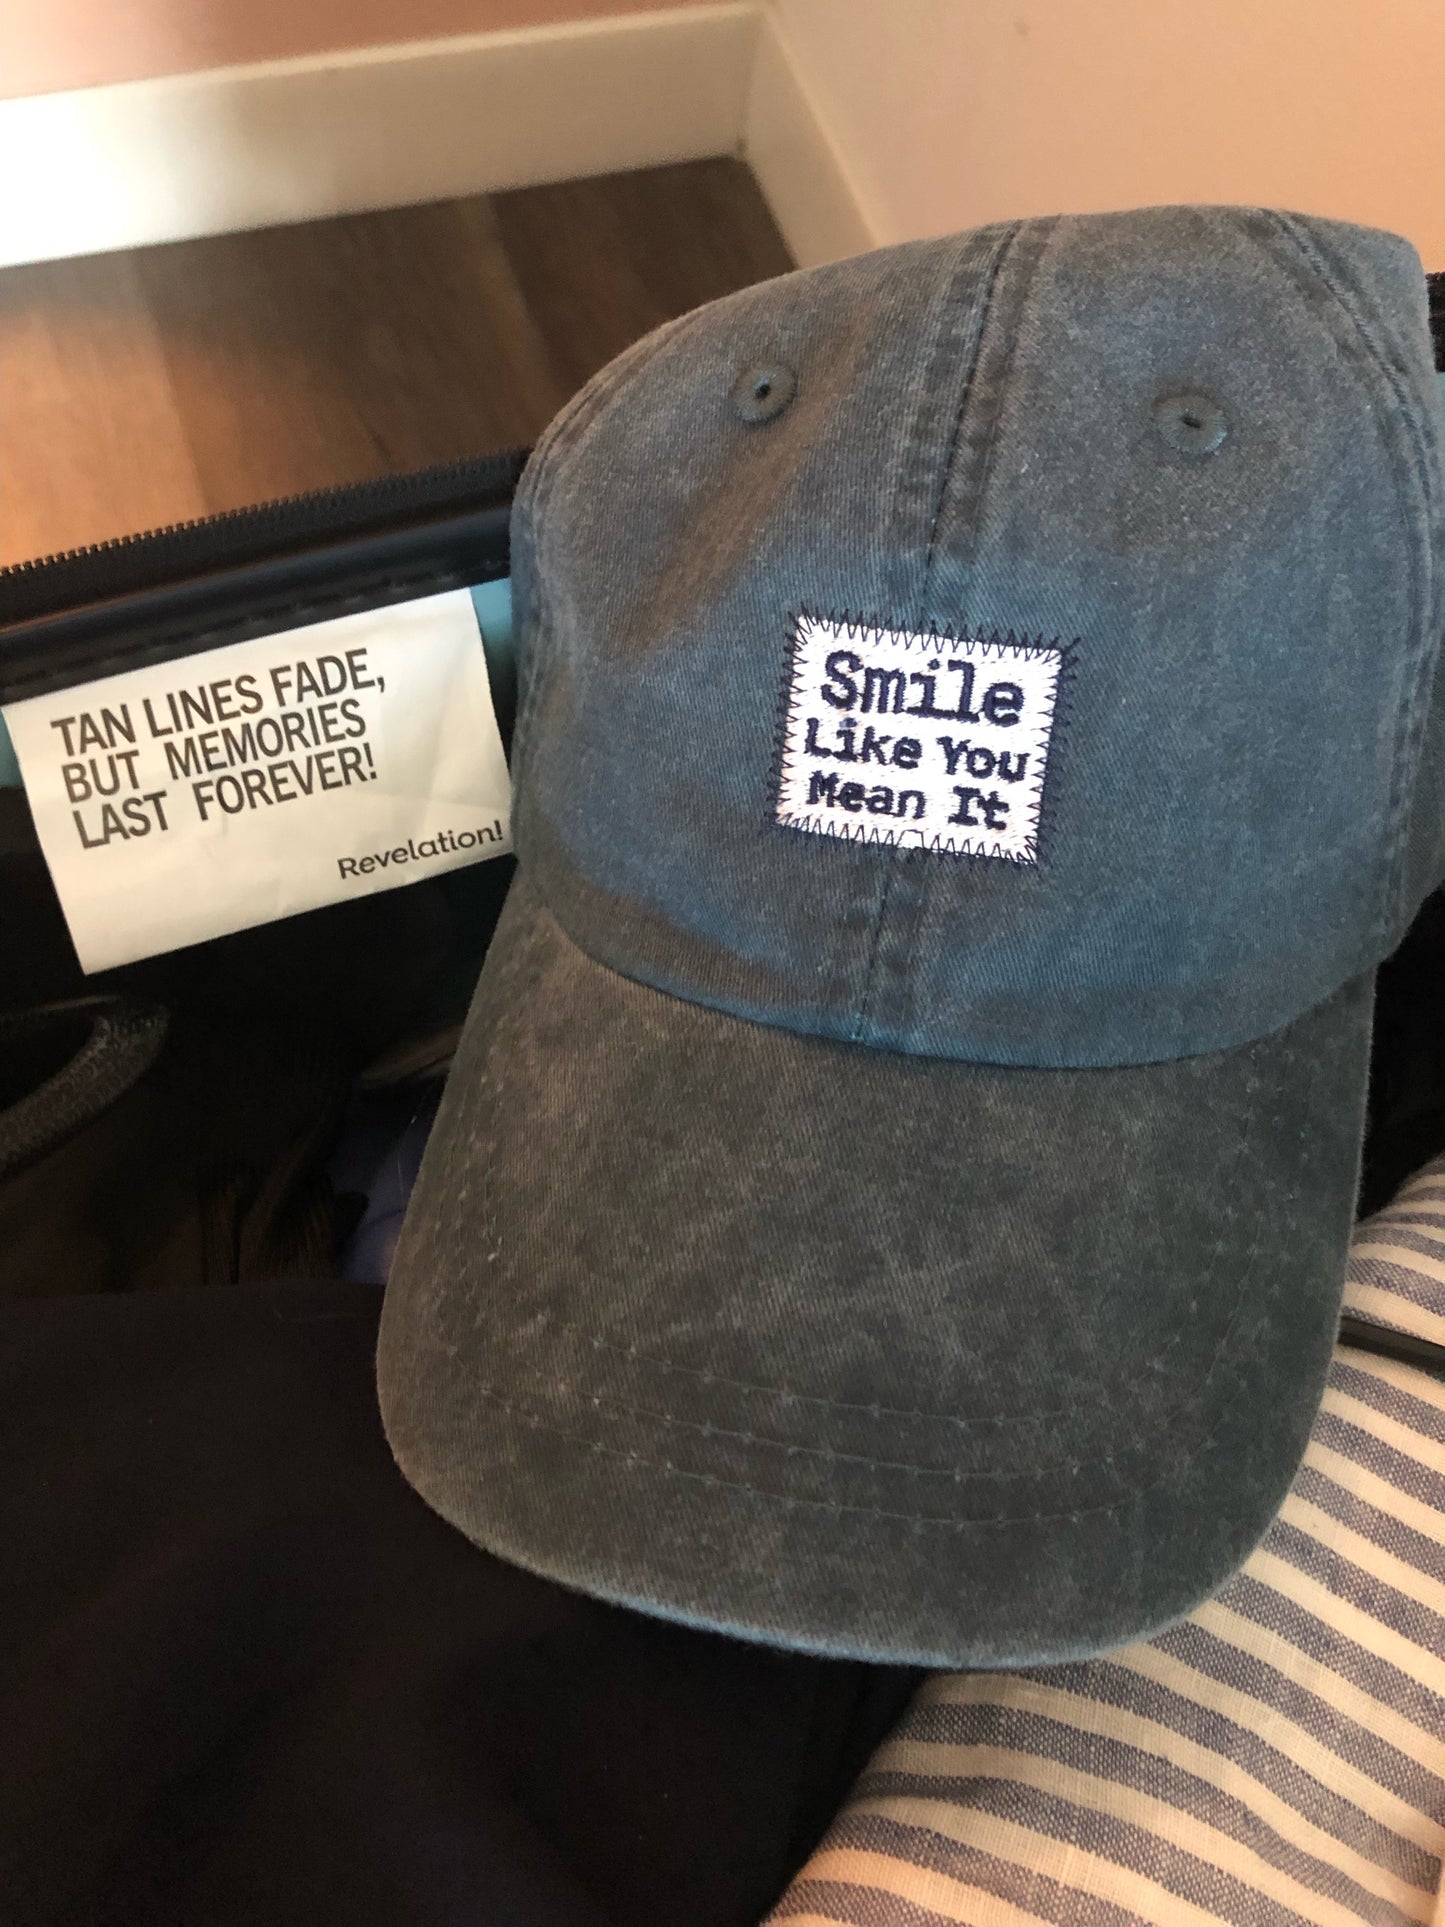 TAN LINES FADE,
BUT MEMORIES
LAST FOREVER!
Revelation!
Smile
Like You
Mean It